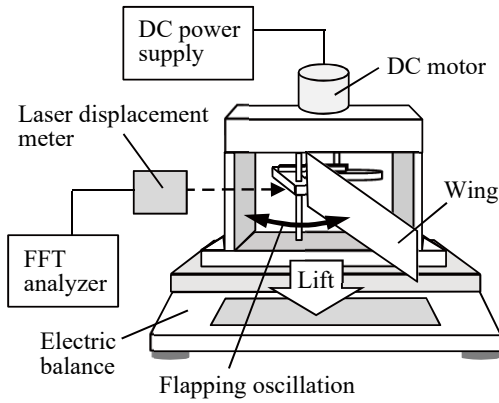 DC power
supply
DC motor
Laser displacement
meter
Wing
FFT
analyzer
Lift
Electric
balance
Flapping oscillation